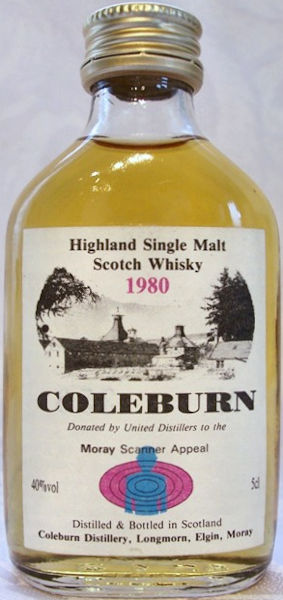 Highland Single Malt
Scotch Whisky
1980
COLEBURN
Donated by United Distillers to the
Moray Scanner Appeal
40%vol
5cl
Distilled & Bottled in Scotland
Coleburn Distillery, Longmorn, Elgin, Moray